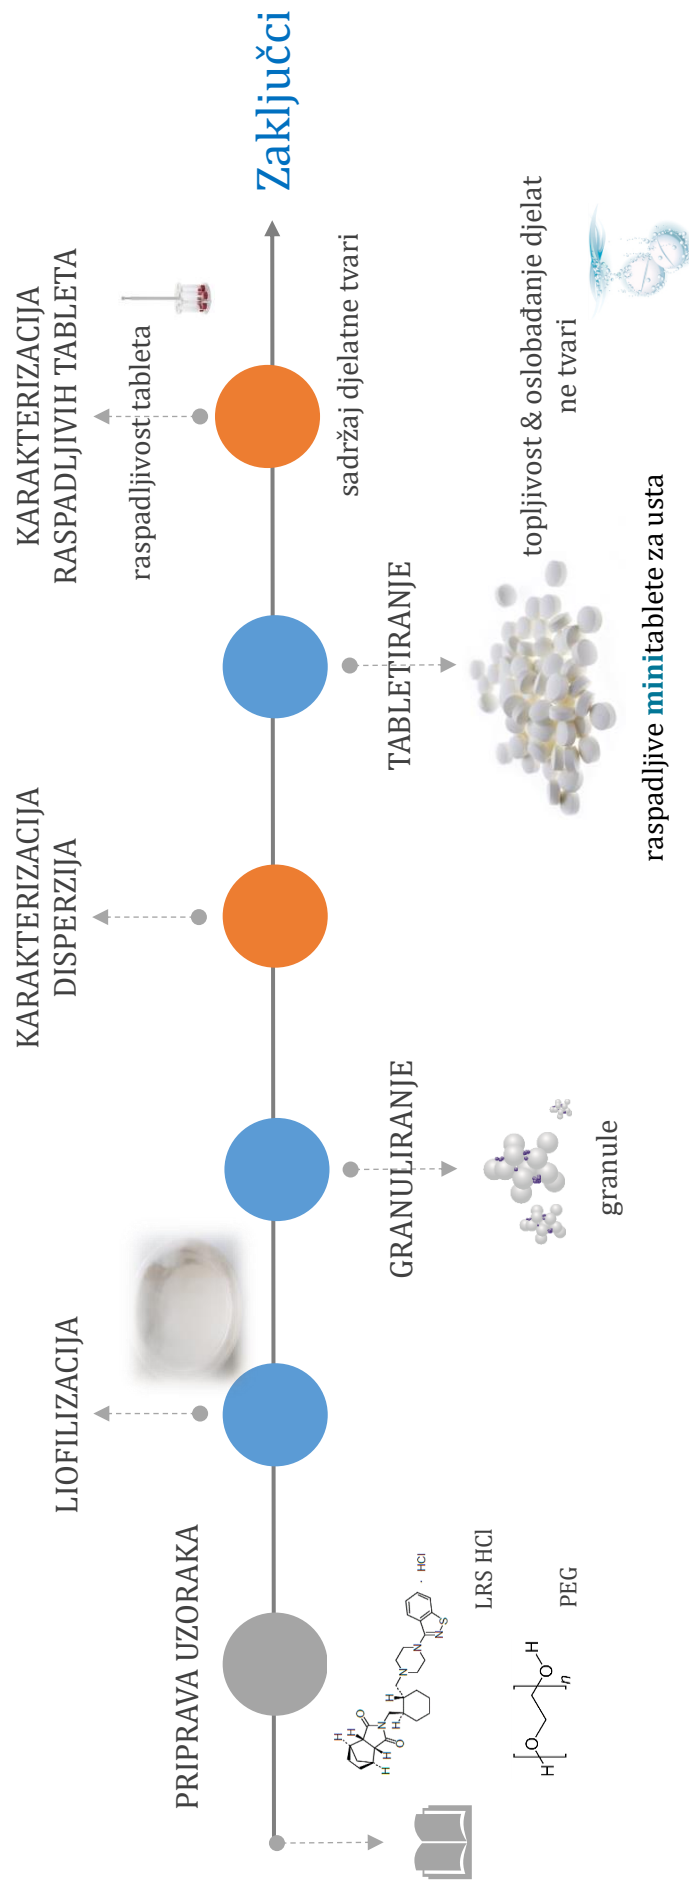 PRIPRAVA UZORAKA
LRS HCl
PEG
· HCl
H
H
H
H
H
H
O
O
N
N
N
N
S
H
O
O
H
n
LIOFILIZACIJA
GRANULIRANJE
granule
KARAKTERIZACIJA
DISPERZIJA
TABLETIRANJE
raspadljive minitablete za usta
KARAKTERIZACIJA
RASPADLJIVIH TABLETA
raspadljivost tableta
sadržaj djelatne tvari
topljivost & oslobađanje djelat
ne tvari
Zaključci